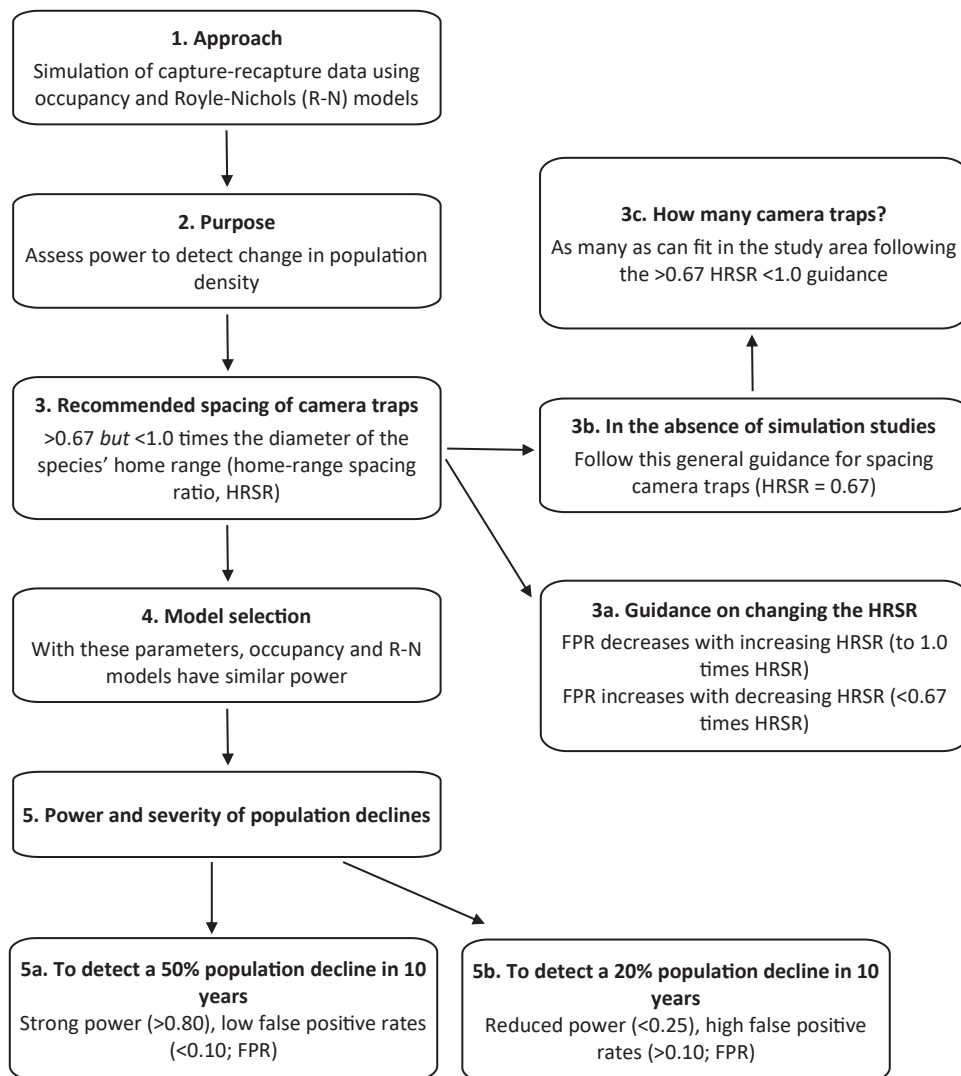 1. Approach
Simulation of capture-recapture data using
occupancy and Royle-Nichols (R-N) models
2. Purpose
Assess power to detect change in population
density
3. Recommended spacing of camera traps
>0.67 but <1.0 times the diameter of the
species’ home range (home-range spacing
ratio, HRSR)
3c. How many camera traps?
As many as can fit in the study area following
the >0.67 HRSR <1.0 guidance
3b. In the absence of simulation studies
Follow this general guidance for spacing
camera traps (HRSR = 0.67)
3a. Guidance on changing the HRSR
FPR decreases with increasing HRSR (to 1.0
times HRSR)
FPR increases with decreasing HRSR (<0.67
times HRSR)
4. Model selection
With these parameters, occupancy and R-N
models have similar power
5. Power and severity of population declines
5a. To detect a 50% population decline in 10
years
Strong power (>0.80), low false positive rates
(<0.10; FPR)
5b. To detect a 20% population decline in 10
years
Reduced power (<0.25), high false positive
rates (>0.10; FPR)